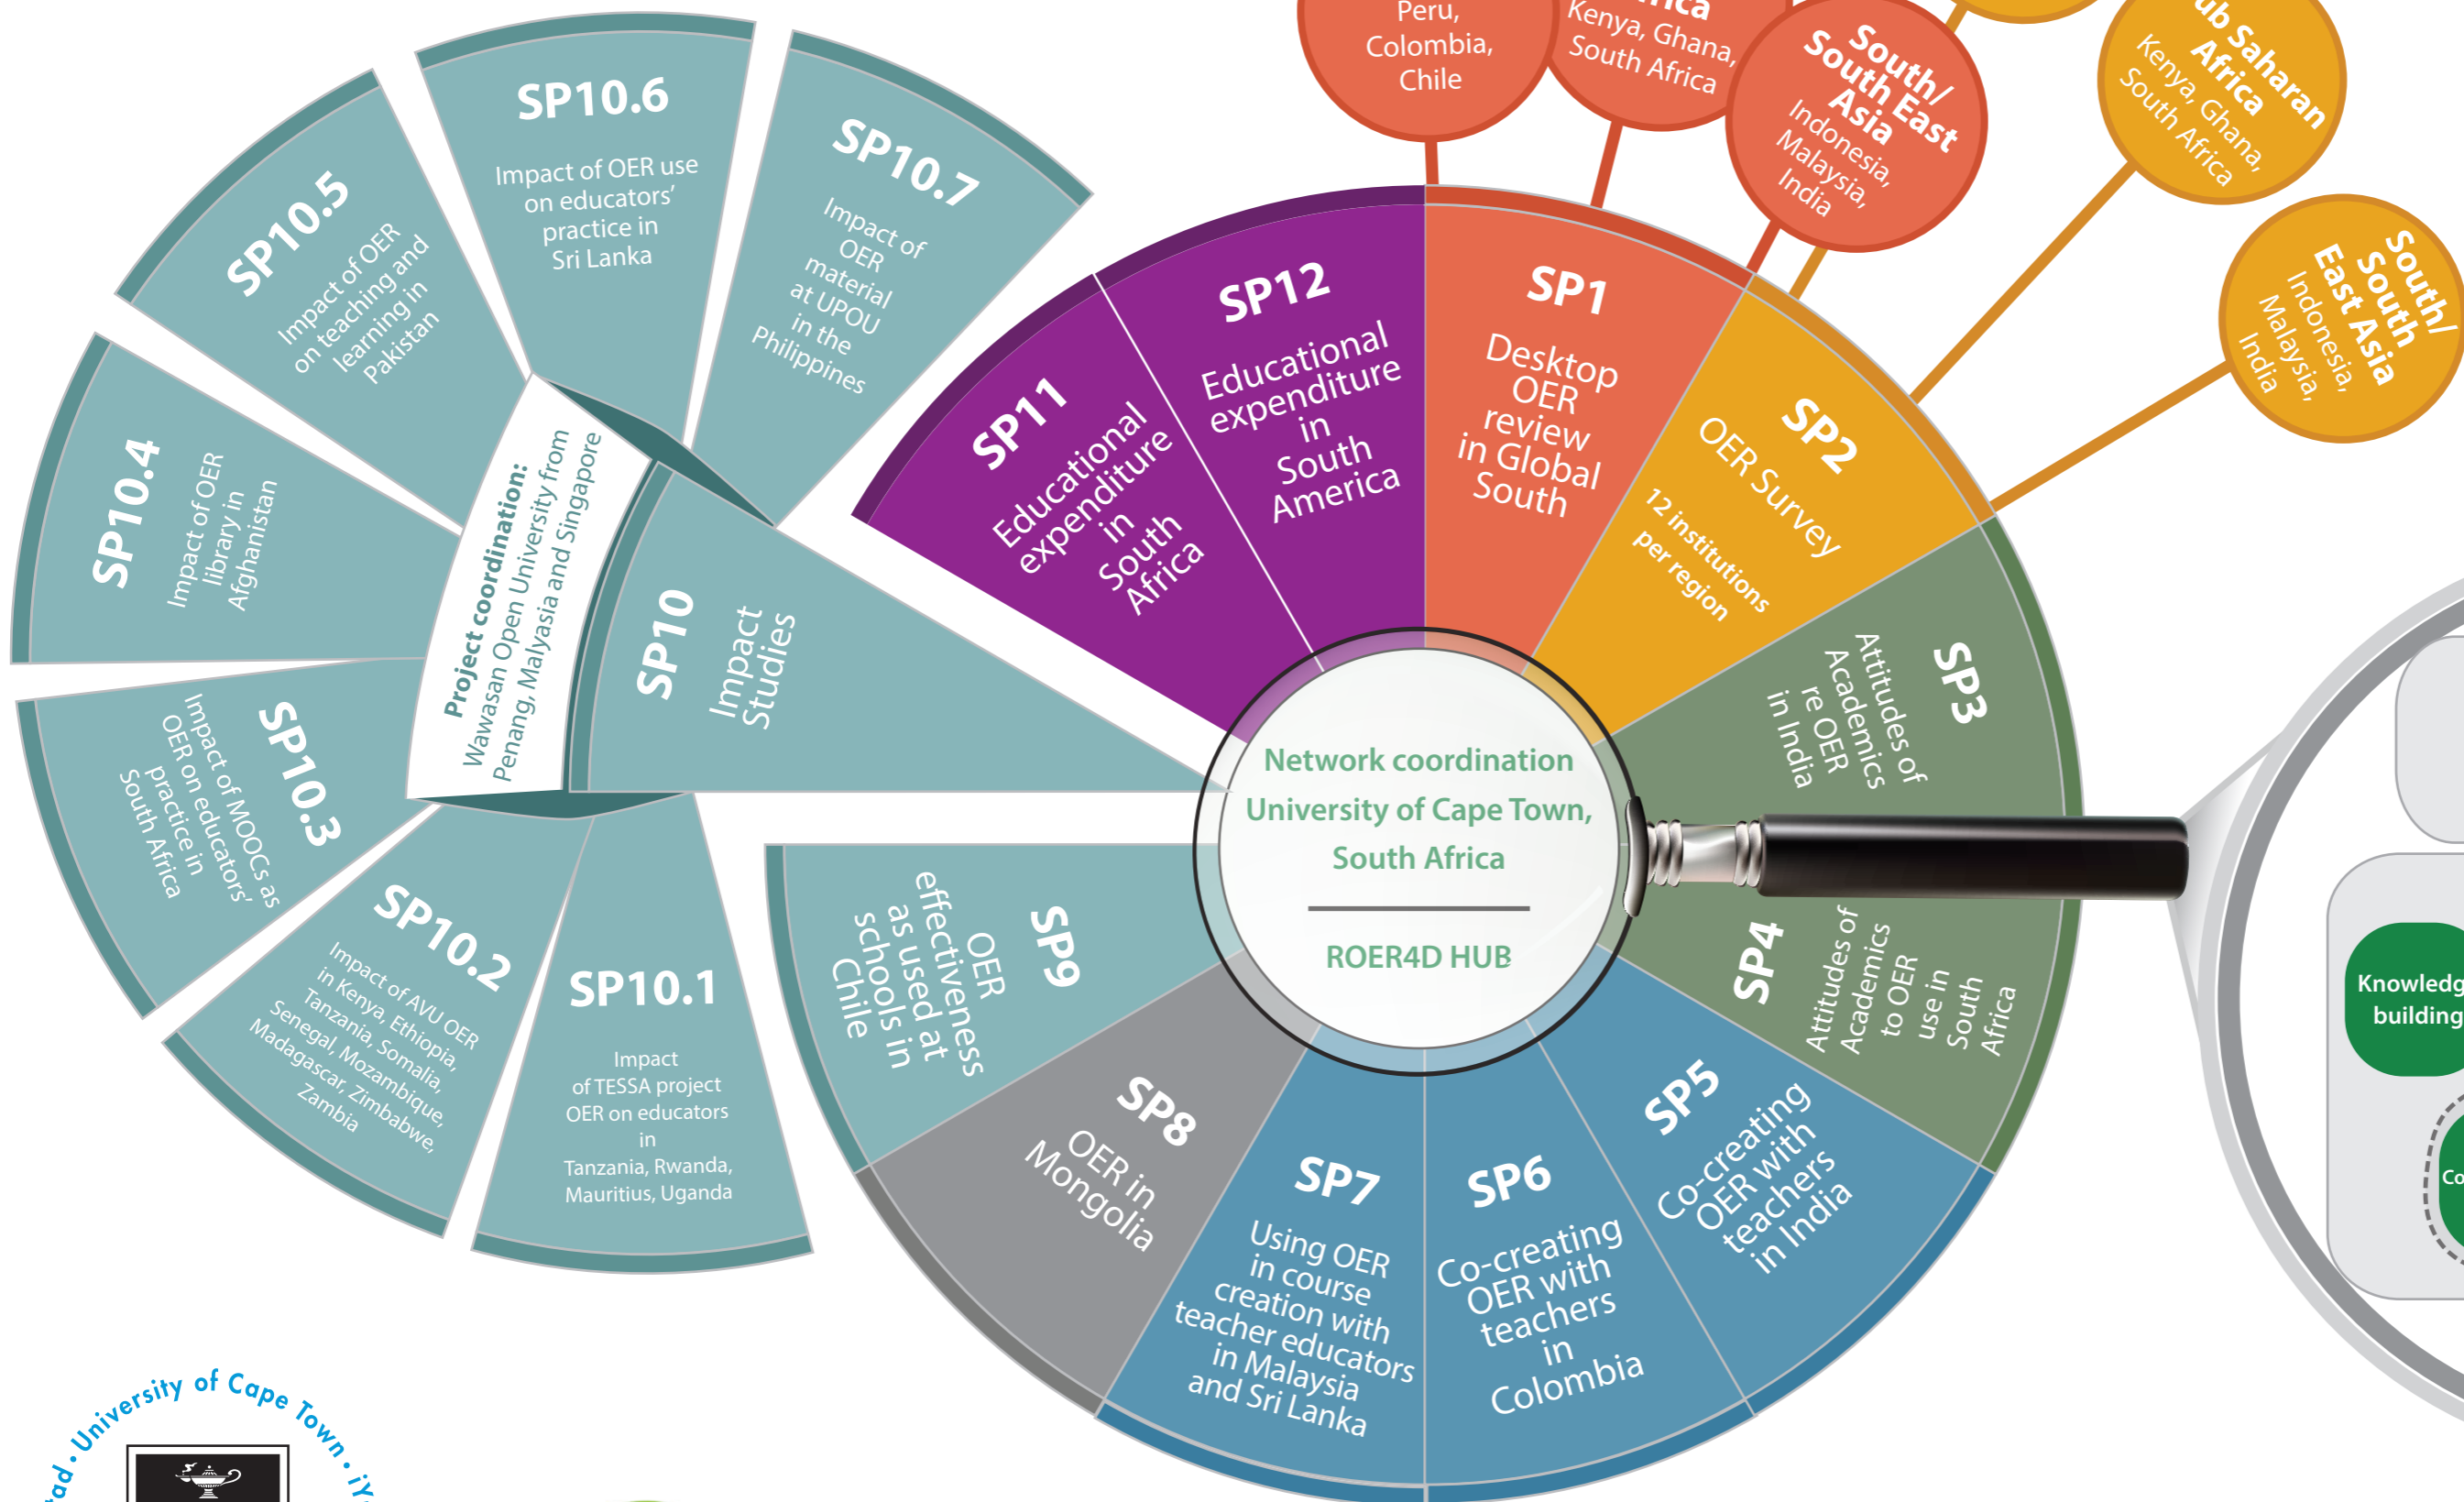 SP10.6
Impact of OER use
on educators’
practice in
Sri Lanka
SP10.7
Impact of
OER
material
at UPOU
in the
Philippines
SP10.5
Impact of OER
on teaching and
learning in
Pakistan
SP10.4
Impact of OER
library in
Afghanistan
SP10.3
Impact of MOOCs as
OER on educators’
practice in
South Africa
SP10.2
Impact of AVU OER
in Kenya, Ethiopia,
Tanzania, Somalia,
Senegal, Mozambique,
Madagascar, Zimbabwe,
Zambia
SP10.1
Impact
of TESSA project
OER on educators
in
Tanzania, Rwanda,
Mauritius, Uganda
Project coordination:
Wawasan Open University from
Penang, Malyasia and Singapore
SP10
Impact
Studies
SP11
Educational
expenditure
in
South
Africa
SP12
Educational
expenditure
in
South
America
SP1
Desktop
OER
review
in Global
South
SP2
OER Survey
12 institutions
per region
SP3
Attitudes of
Academics
re OER
in India
SP4
Attitudes of
Academics
to OER
use in
South
Africa
SP5
Co-creating
OER with
teachers
in India
SP6
Co-creating
OER with
teachers
in
Colombia
SP7
Using OER
in course
creation with
teacher educators
in Malaysia
and Sri Lanka
SP8
OER in
Mongolia
SP9
OER
effectiveness
as used at
schools in
Chile
Network coordination
University of Cape Town,
South Africa
ROER4D HUB
Peru,
Colombia,
Chile
Kenya, Ghana,
South Africa
South/
South East
Asia
Indonesia,
Malaysia,
India
Saharan
Africa
Kenya, Ghana,
South Africa
South/
South
East Asia
Indonesia,
Malaysia,
India
building
• University of Cape Town •